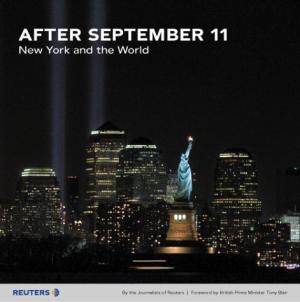 AFTER SEPTEMBER 11
New York and the World
REUTERS
By the Journalists of Reuters | Foreword by British Prime Minister Tony Blair